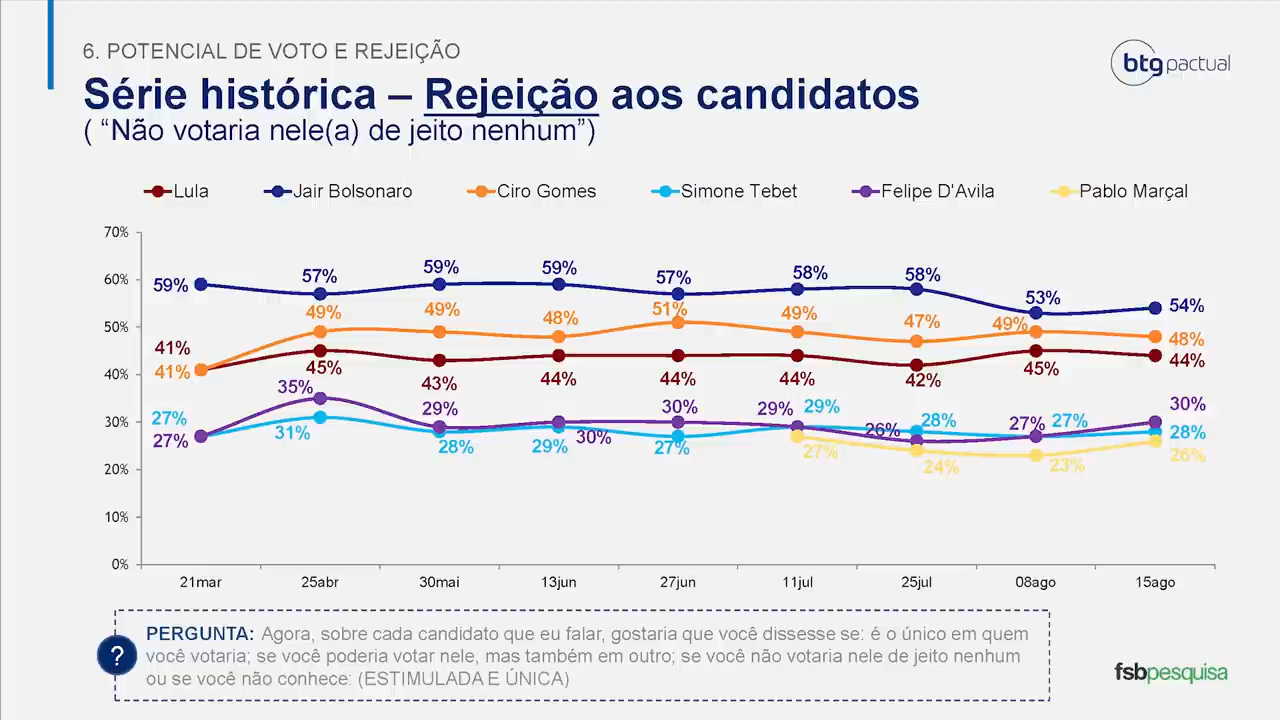 6. POTENCIAL DE VOTO E REJEIÇÃO
btgpactual
Série histórica – Rejeição aos candidatos
( “Não votaria nele(a) de jeito nenhum”)
Lula Jair Bolsonaro Ciro Gomes Simone Tebet Felipe D'Avila Pablo Marçal
70%
60%
50%
40%
30%
20%
10%
0%
59% 57% 59% 59% 57% 58% 58% 53% 54%
41% 49% 49% 48% 51% 49% 47% 49% 48%
41% 45% 43% 44% 44% 44% 42% 45% 44%
27% 35% 29% 30% 30% 29% 26% 27% 30%
27% 31% 28% 29% 27% 29% 28% 27% 28%
27% 24% 23% 26%
21mar 25abr 30mai 13jun 27jun 11jul 25jul 08ago 15ago
?
PERGUNTA: Agora, sobre cada candidato que eu falar, gostaria que você dissesse se: é o único em quem
você votaria; se você poderia votar nele, mas também em outro; se você não votaria nele de jeito nenhum
ou se você não conhece: (ESTIMULADA E ÚNICA)
fsbpesquisa